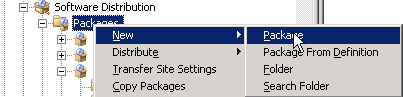 Software Distribution
Packages
New
Package
Distribute
Package From Definition
Transfer Site Settings
Folder
Copy Packages
Search Folder